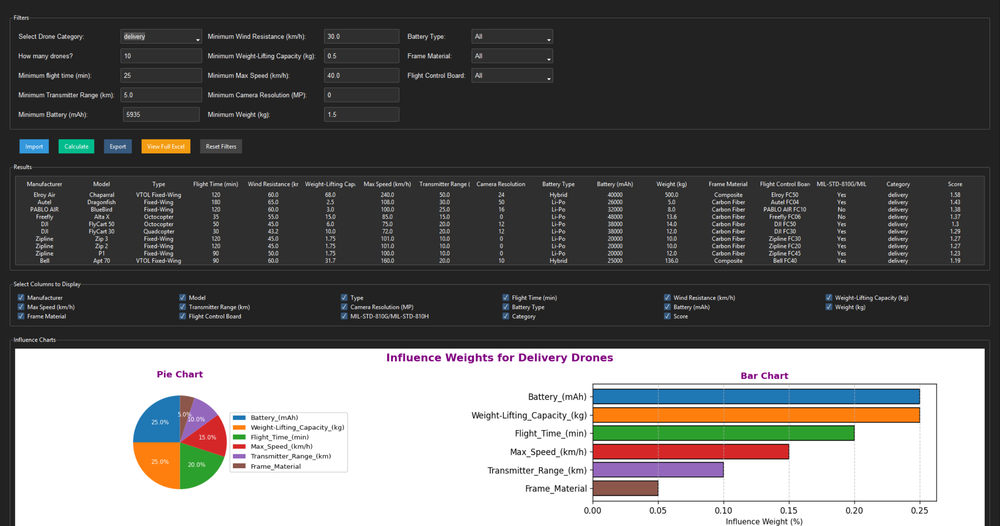 Filters
Select Drone Category: delivery Minimum Wind Resistance (km/h): 30.0 Battery Type: All
How many drones? 10 Minimum Weight-Lifting Capacity (kg): 0.5 Frame Material: All
Minimum flight time (min): 25 Minimum Max Speed (km/h): 40.0 Flight Control Board: All
Minimum Transmitter Range (km): 5.0 Minimum Camera Resolution (MP): 0
Minimum Battery (mAh): 5935 Minimum Weight (kg): 1.5
Import Calculate Export View Full Excel Reset Filters
Results
Manufacturer Model Type Flight Time (min) Wind Resistance (kr Weight-Lifting Capa Max Speed (km/h) Transmitter Range ( Camera Resolution Battery Type Battery (mAh) Weight (kg) Frame Material Flight Control Boar MIL-STD-810G/MIL Category Score
Elroy Air Chaparral VTOL Fixed-Wing 120 60.0 68.0 240.0 50.0 24 Hybrid 40000 500.0 Composite Elroy FC50 Yes delivery 1.58
Autel Dragonfish Fixed-Wing 180 65.0 2.5 108.0 30.0 50 Li-Po 26000 5.0 Carbon Fiber Autel FC04 Yes delivery 1.43
PABLO AIR BlueBird Fixed-Wing 120 60.0 3.0 100.0 25.0 16 Li-Po 32000 8.0 Carbon Fiber PABLO AIR FC10 No delivery 1.38
Freefly Alta X Octocopter 35 55.0 15.0 85.0 15.0 0 Li-Po 48000 13.6 Carbon Fiber Freefly FC06 No delivery 1.37
DJI FlyCart 50 Octocopter 50 45.0 6.0 75.0 20.0 12 Li-Po 38000 14.0 Carbon Fiber DJI FC50 Yes delivery 1.3
DJI FlyCart 30 Quadcopter 30 43.2 10.0 72.0 20.0 12 Li-Po 38000 12.0 Carbon Fiber DJI FC30 Yes delivery 1.29
Zipline Zip 3 Fixed-Wing 120 45.0 1.75 101.0 10.0 0 Li-Po 20000 10.0 Carbon Fiber Zipline FC30 Yes delivery 1.27
Zipline Zip 2 Fixed-Wing 120 45.0 1.75 101.0 10.0 0 Li-Po 20000 10.0 Carbon Fiber Zipline FC20 Yes delivery 1.27
Zipline P1 Fixed-Wing 90 50.0 1.75 100.0 10.0 0 Li-Po 20000 12.0 Carbon Fiber Zipline FC45 Yes delivery 1.23
Bell Apt 70 VTOL Fixed-Wing 90 60.0 31.7 160.0 20.0 10 Hybrid 25000 136.0 Composite Bell FC40 Yes delivery 1.19
Select Columns to Display
Manufacturer Model Type Flight Time (min) Wind Resistance (km/h) Weight-Lifting Capacity (kg)
Max Speed (km/h) Transmitter Range (km) Camera Resolution (MP) Battery Type Battery (mAh) Weight (kg)
Frame Material Flight Control Board MIL-STD-810G/MIL-STD-810H Category Score
Influence Charts
Influence Weights for Delivery Drones
Pie Chart
5.0%
10.0%
25.0%
15.0%
25.0%
20.0%
Battery_(mAh)
Weight-Lifting_Capacity_(kg)
Flight_Time_(min)
Max_Speed_(km/h)
Transmitter_Range_(km)
Frame_Material
Bar Chart
Battery_(mAh)
Weight-Lifting_Capacity_(kg)
Flight_Time_(min)
Max_Speed_(km/h)
Transmitter_Range_(km)
Frame_Material
0.00 0.05 0.10 0.15 0.20 0.25
Influence Weight (%)